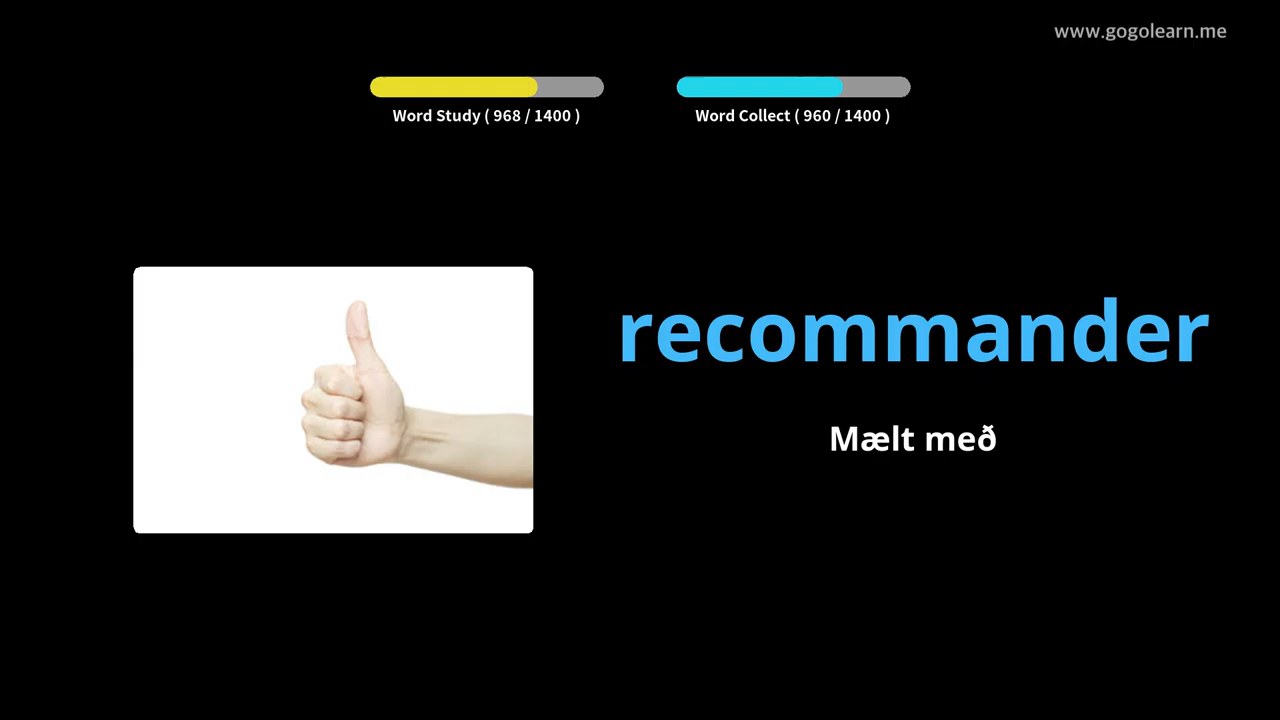 www.gogolearn.me
Word Study ( 968 / 1400 )
Word Collect ( 960 / 1400 )
recommander
Mælt með